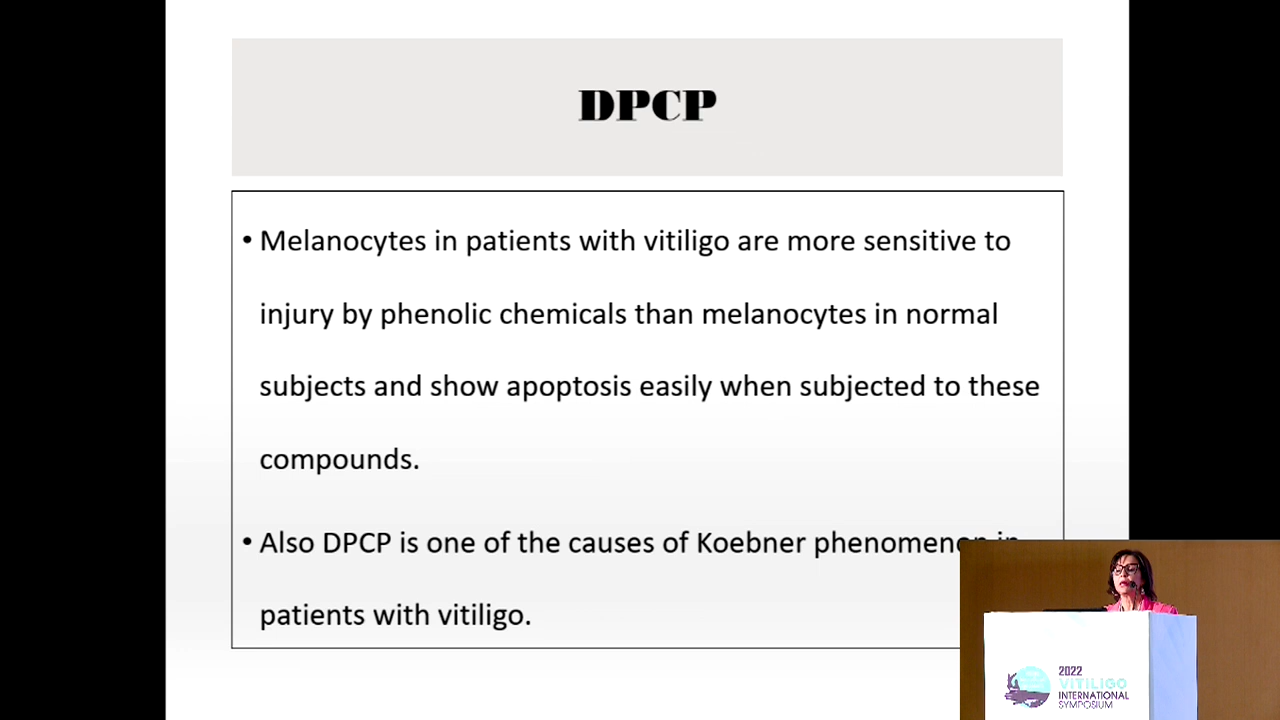 DPCP
• Melanocytes in patients with vitiligo are more sensitive to
injury by phenolic chemicals than melanocytes in normal
subjects and show apoptosis easily when subjected to these
compounds.
• Also DPCP is one of the causes of Koebner phenomenon in
patients with vitiligo.
2022
VITILIGO
INTERNATIONAL
SYMPOSIUM